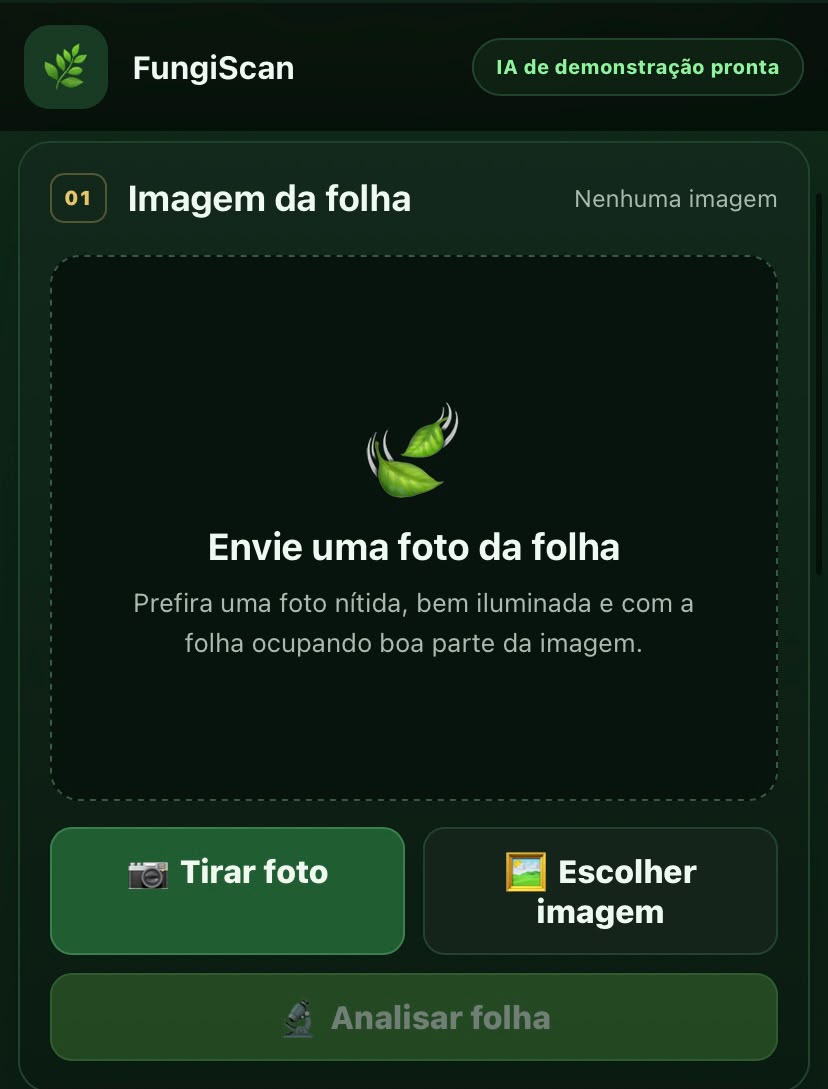 FungiScan
IA de demonstração pronta
01
Imagem da folha
Nenhuma imagem
Envie uma foto da folha
Prefira uma foto nítida, bem iluminada e com a
folha ocupando boa parte da imagem.
Tirar foto
Escolher
imagem
Analisar folha